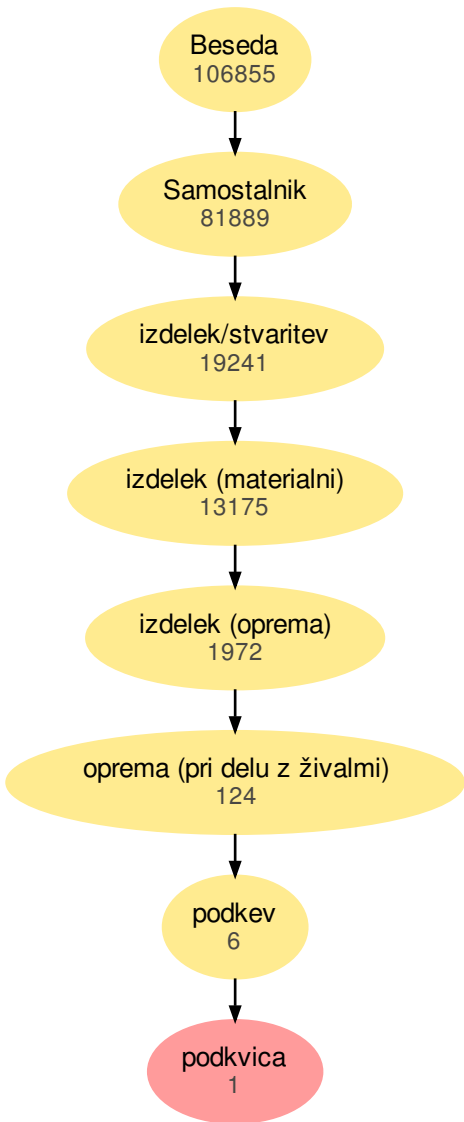 Beseda
106855
Samostalnik
81889
izdelek/stvaritev
19241
izdelek (materialni)
13175
izdelek (oprema)
1972
oprema (pri delu z živalmi)
124
podkev
6
podkvica
1